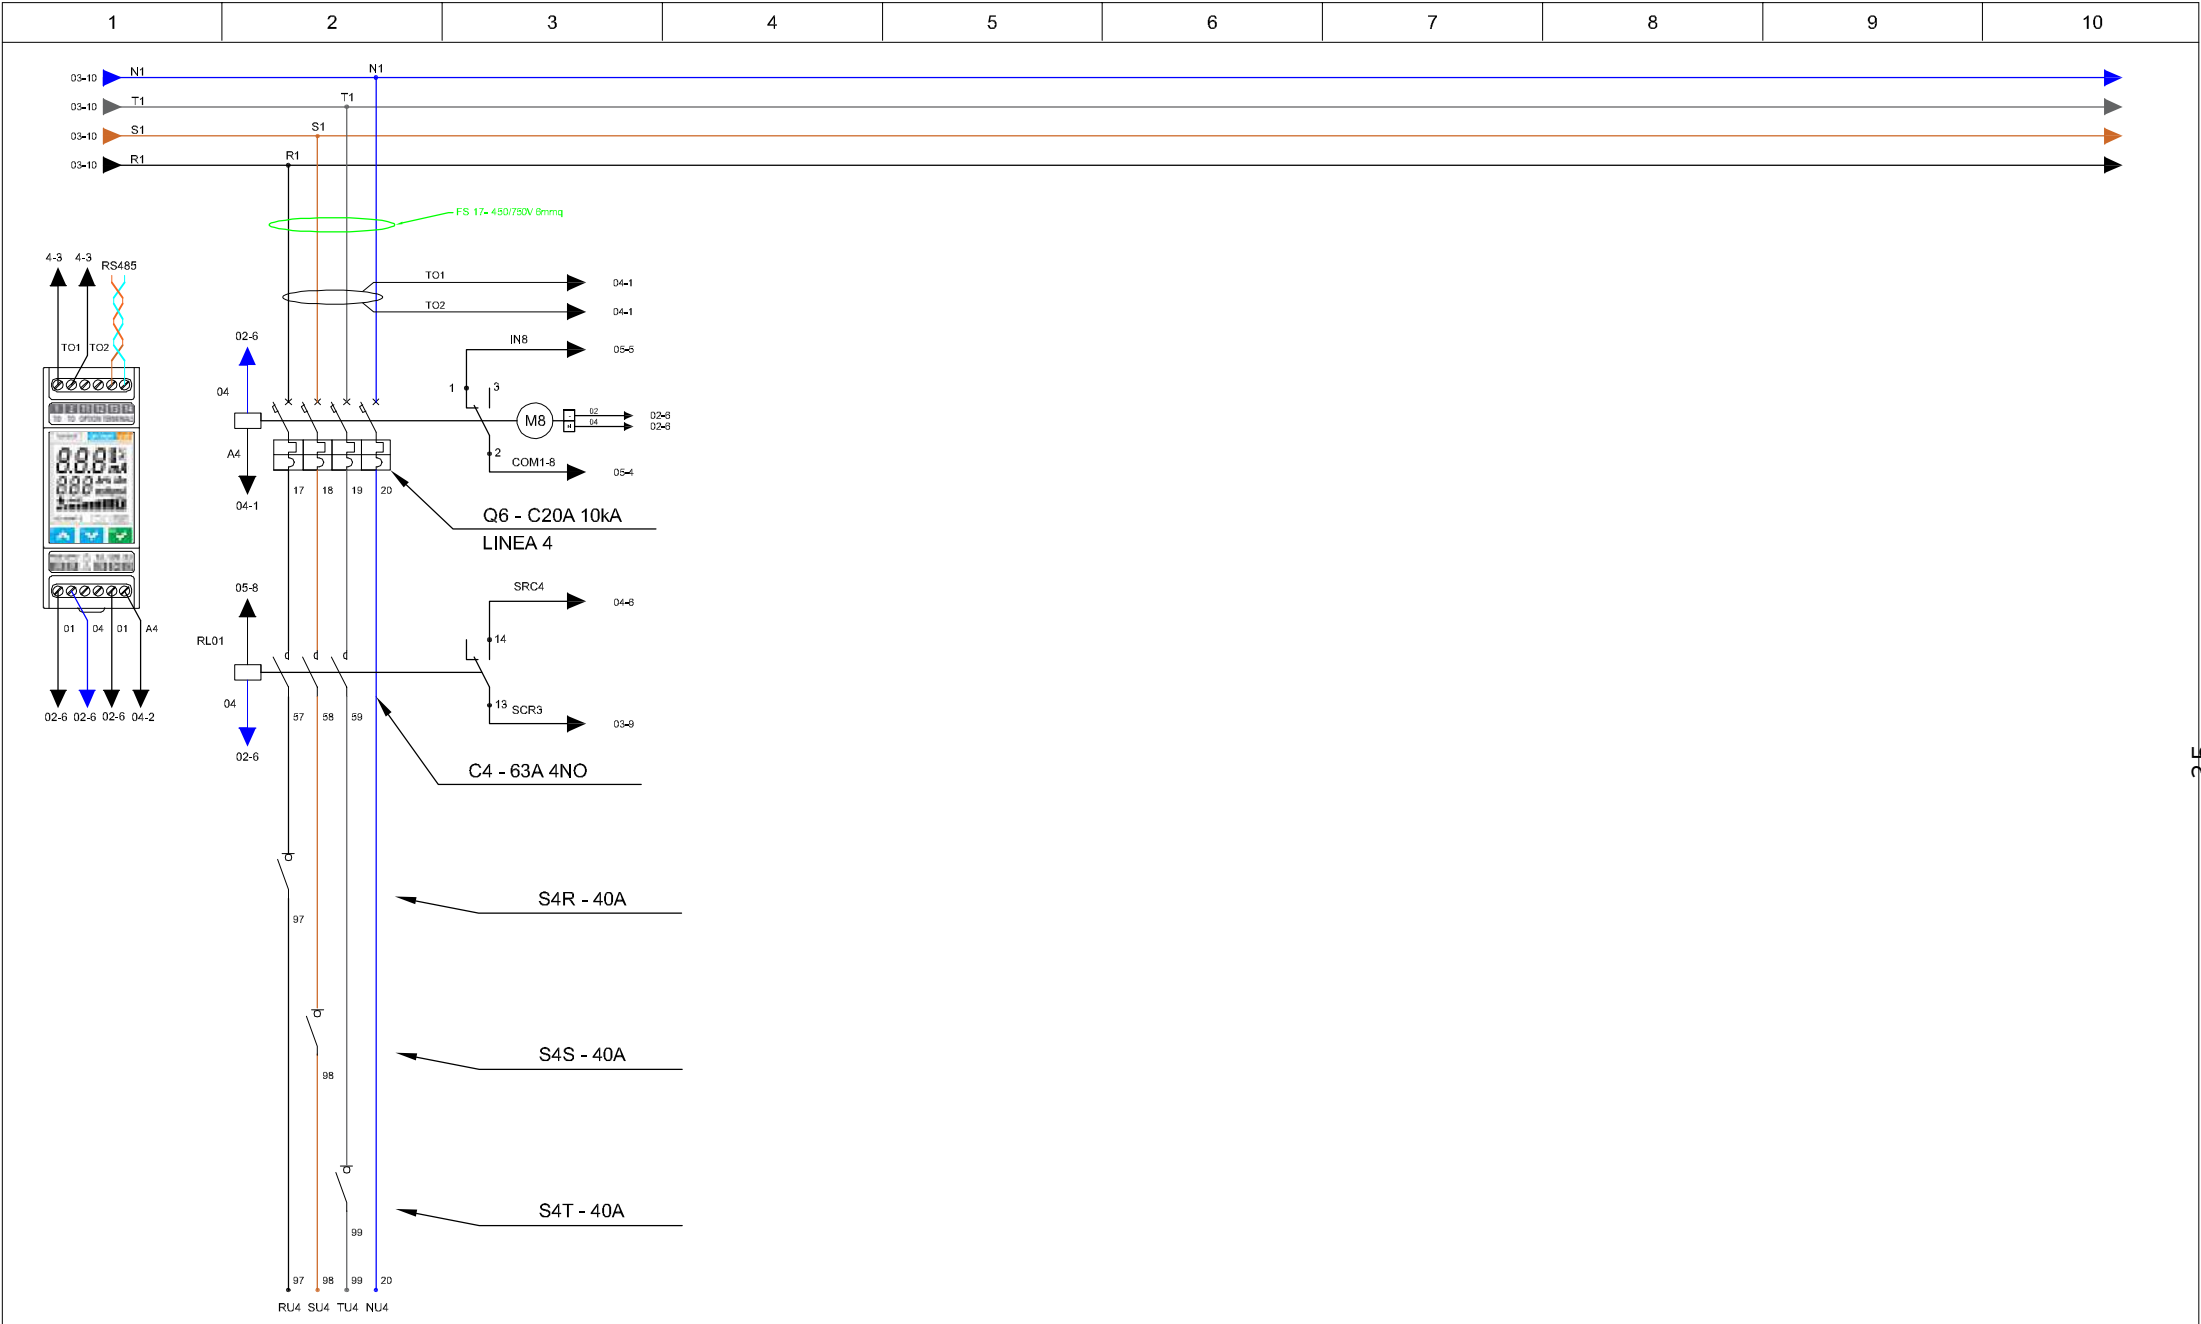 1 2 3 4 5 6 7 8 9 10
03-10 N1 N1
03-10 T1 T1
03-10 S1 S1
03-10 R1 R1
FS 17- 450/750V 6mmq
4-3 4-3 RS485
TO1 04-1
TO2 04-1
TO1 TO2
02-6
IN8 05-5
04
1 3
M8
- 02 02-6
04 02-6
A4
2
COM1-8 05-4
17 18 19 20
04-1
Q6 - C20A 10kA
LINEA 4
05-8
SRC4 04-6
01 04 01 A4
RL01
14
04
13
SCR3 03-9
57 58 59
02-6 02-6 02-6 04-2
02-6
C4 - 63A 4NO
S4R - 40A
97
S4S - 40A
98
S4T - 40A
99
97 98 99 20
RU4 SU4 TU4 NU4